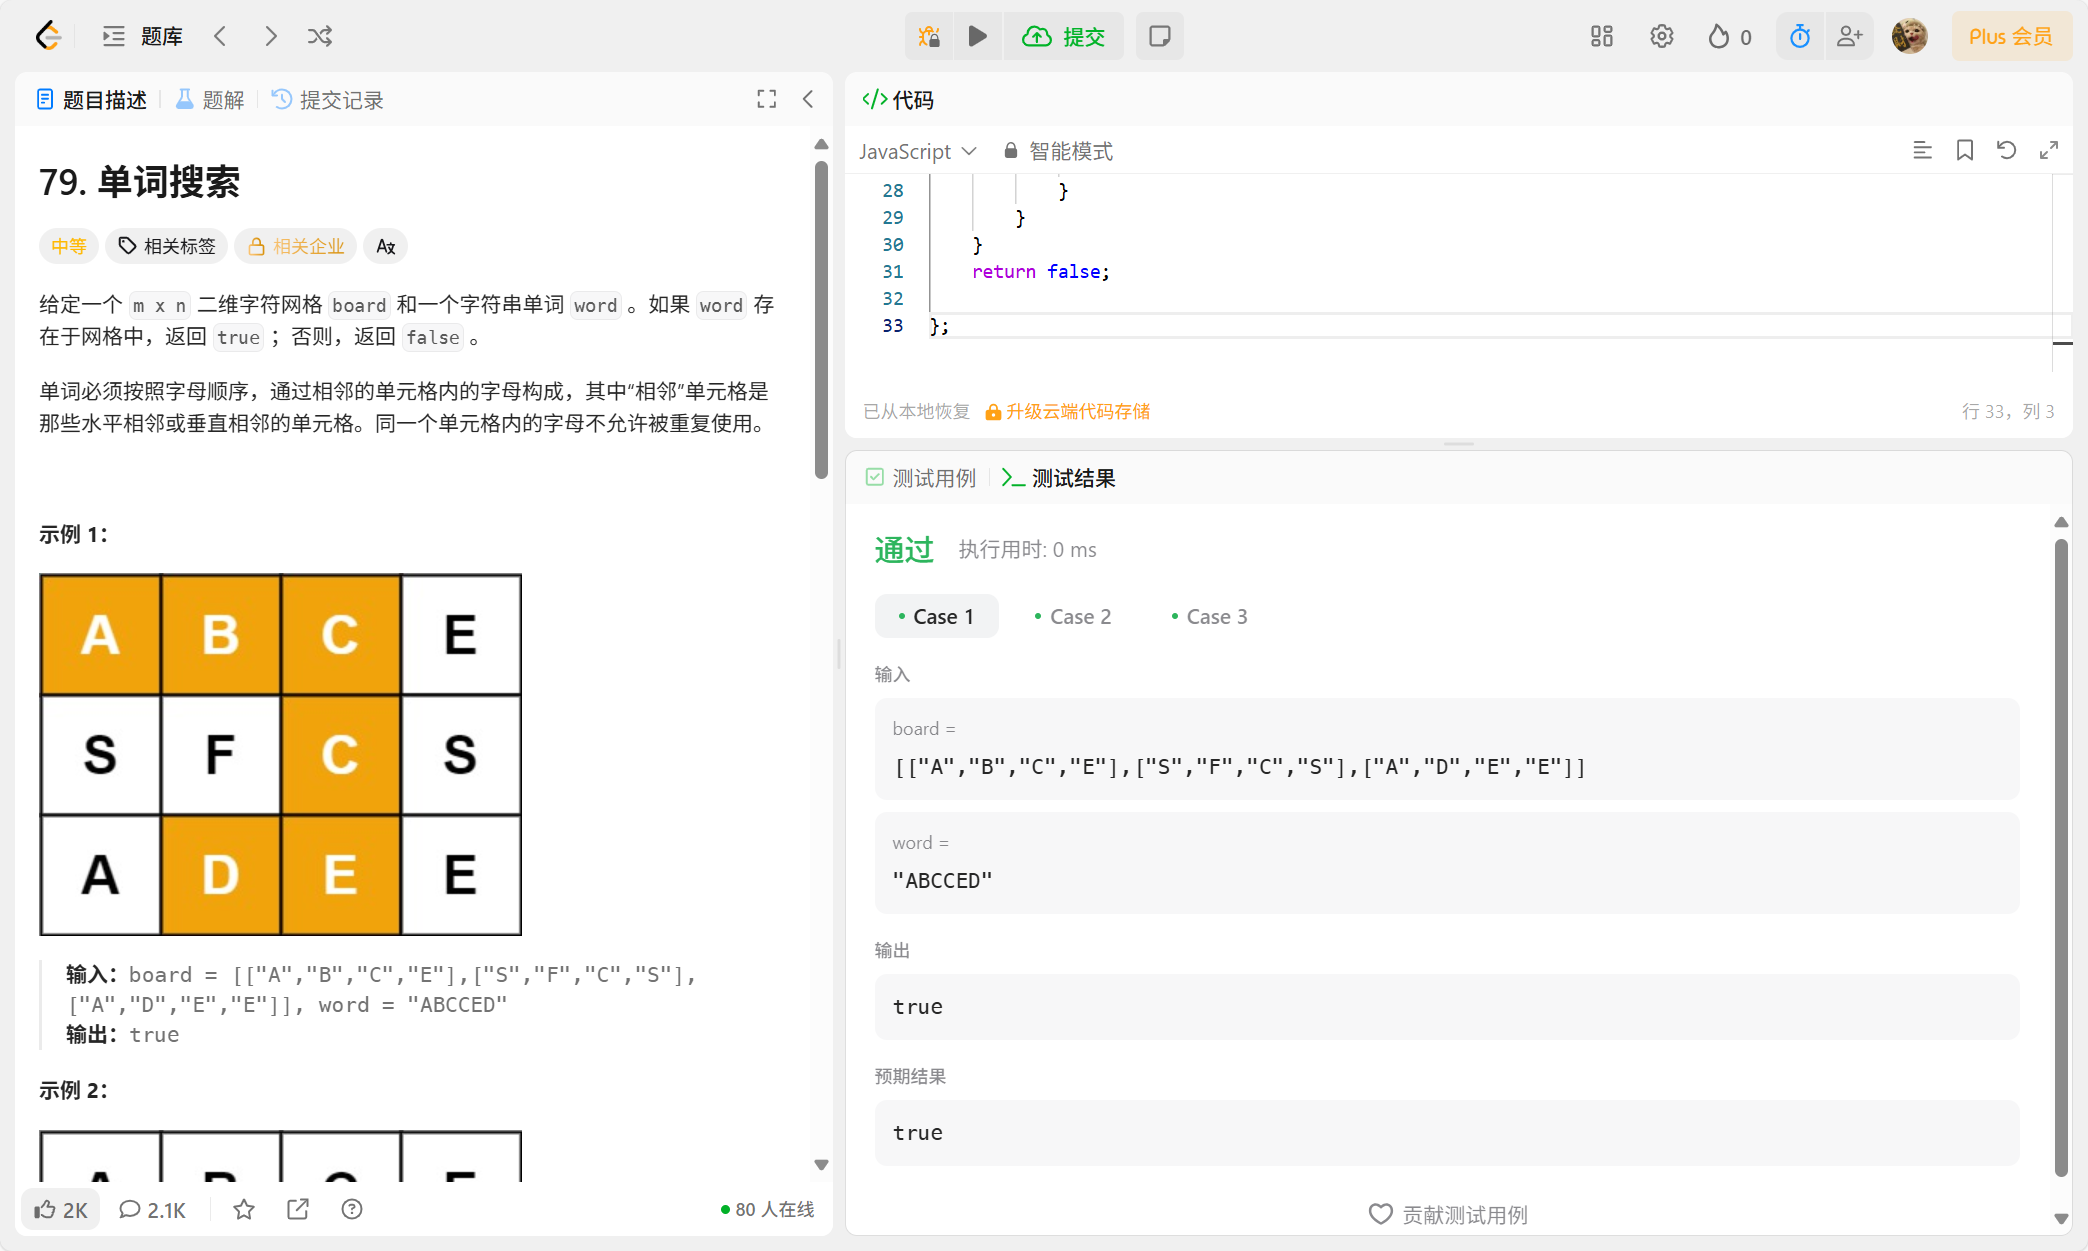 题库
提交
0
Plus 会员
题目描述
题解
提交记录
79. 单词搜索
中等
相关标签
相关企业
给定一个 m x n 二维字符网格 board 和一个字符串单词 word 。如果 word 存
在于网格中，返回 true ；否则，返回 false 。
单词必须按照字母顺序，通过相邻的单元格内的字母构成，其中“相邻”单元格是
那些水平相邻或垂直相邻的单元格。同一个单元格内的字母不允许被重复使用。
示例 1：
A B C E
S F C S
A D E E
输入：board = [["A","B","C","E"],["S","F","C","S"],
["A","D","E","E"]], word = "ABCCED"
输出：true
示例 2：
2K
2.1K
80 人在线
</> 代码
JavaScript
智能模式
28 }
29 }
30 }
31 return false;
32
33 };
已从本地恢复
升级云端代码存储
行 33，列 3
测试用例
测试结果
通过
执行用时: 0 ms
Case 1
Case 2
Case 3
输入
board =
[["A","B","C","E"],["S","F","C","S"],["A","D","E","E"]]
word =
"ABCCED"
输出
true
预期结果
true
贡献测试用例